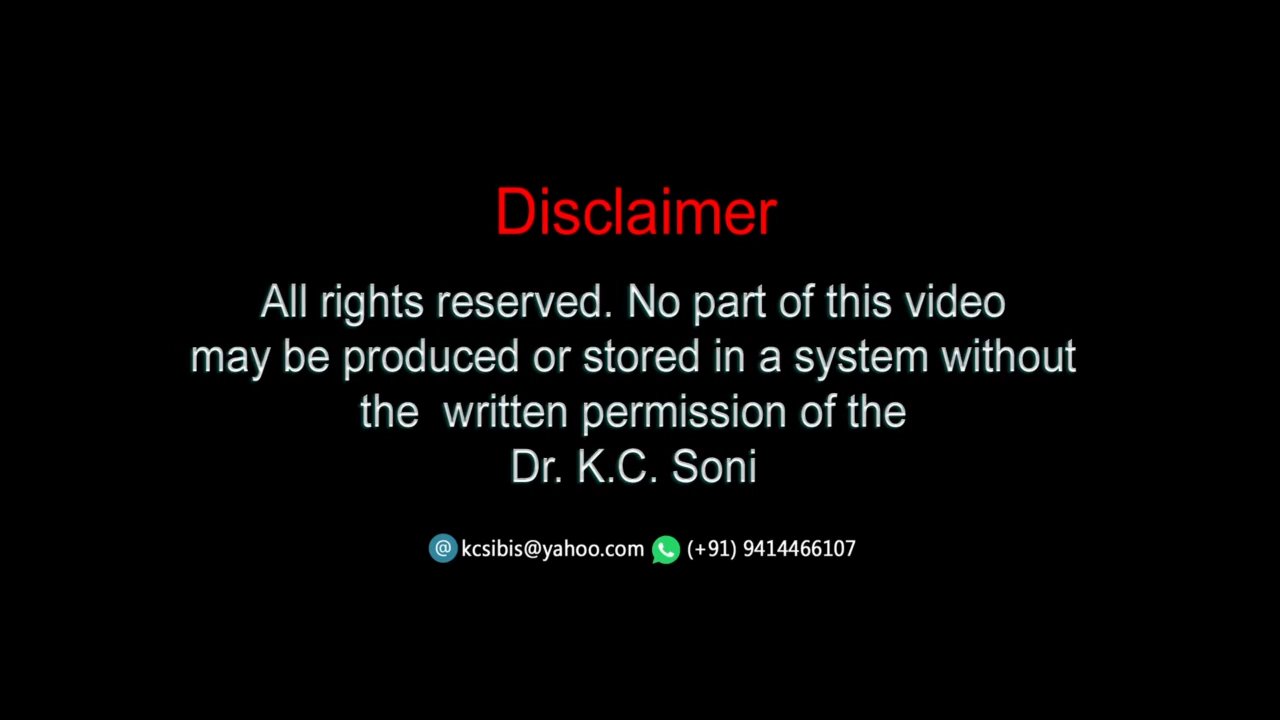 Disclaimer
All rights reserved. No part of this video
may be produced or stored in a system without
the  written permission of the
Dr. K.C. Soni
@ kcsibis@yahoo.com (+91) 9414466107